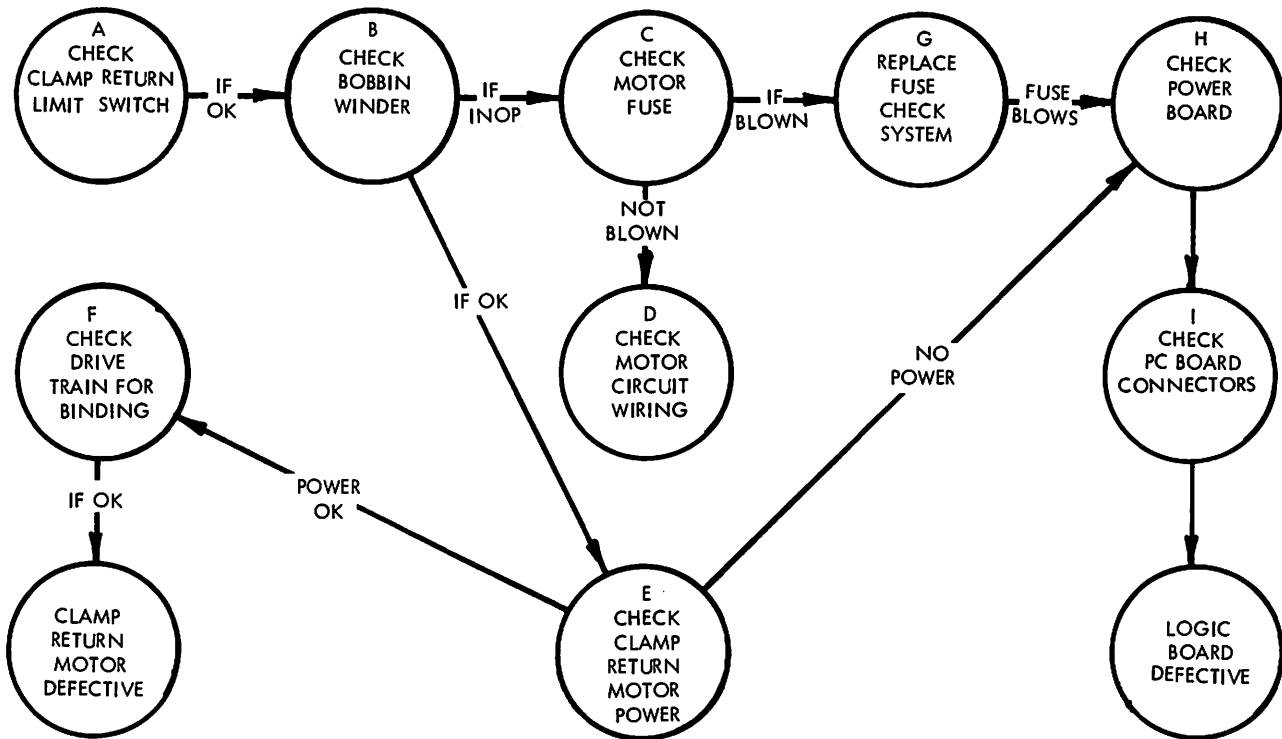 A
CHECK
CLAMP RETURN
LIMIT SWITCH
IF
OK
B
CHECK
BOBBIN
WINDER
IF
INOP
C
CHECK
MOTOR
FUSE
IF
BLOWN
G
REPLACE
FUSE
CHECK
SYSTEM
FUSE
BLOWS
H
CHECK
POWER
BOARD
NOT
BLOWN
IF OK
F
CHECK
DRIVE
TRAIN FOR
BINDING
D
CHECK
MOTOR
CIRCUIT
WIRING
NO
POWER
I
CHECK
PC BOARD
CONNECTORS
IF OK
POWER
OK
CLAMP
RETURN
MOTOR
DEFECTIVE
E
CHECK
CLAMP
RETURN
MOTOR
POWER
LOGIC
BOARD
DEFECTIVE